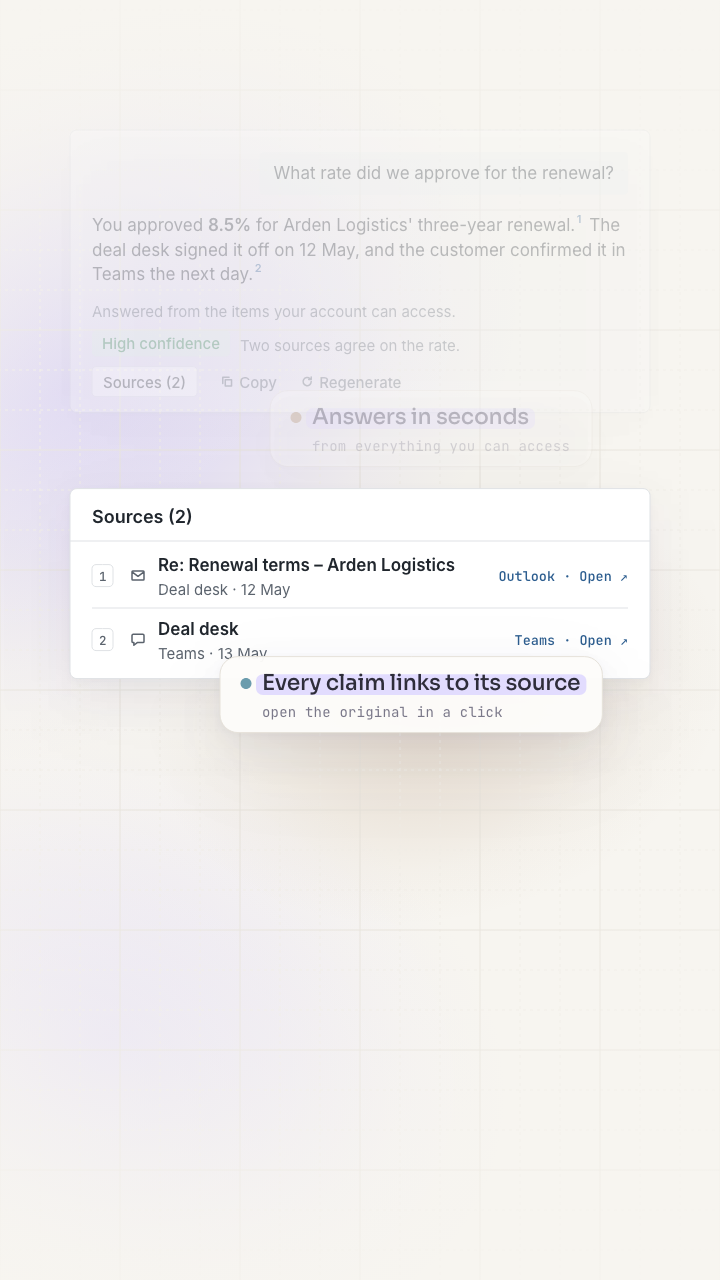 What rate did we approve for the renewal?
You approved 8.5% for Arden Logistics' three-year renewal.1 The
deal desk signed it off on 12 May, and the customer confirmed it in
Teams the next day.2
Answered from the items your account can access.
High confidence Two sources agree on the rate.
Sources (2) Copy Regenerate
Answers in seconds
from everything you can access
Sources (2)
1 Re: Renewal terms – Arden Logistics Outlook · Open ↗
Deal desk · 12 May
2 Deal desk Teams · Open ↗
Teams · 13 May
Every claim links to its source
open the original in a click